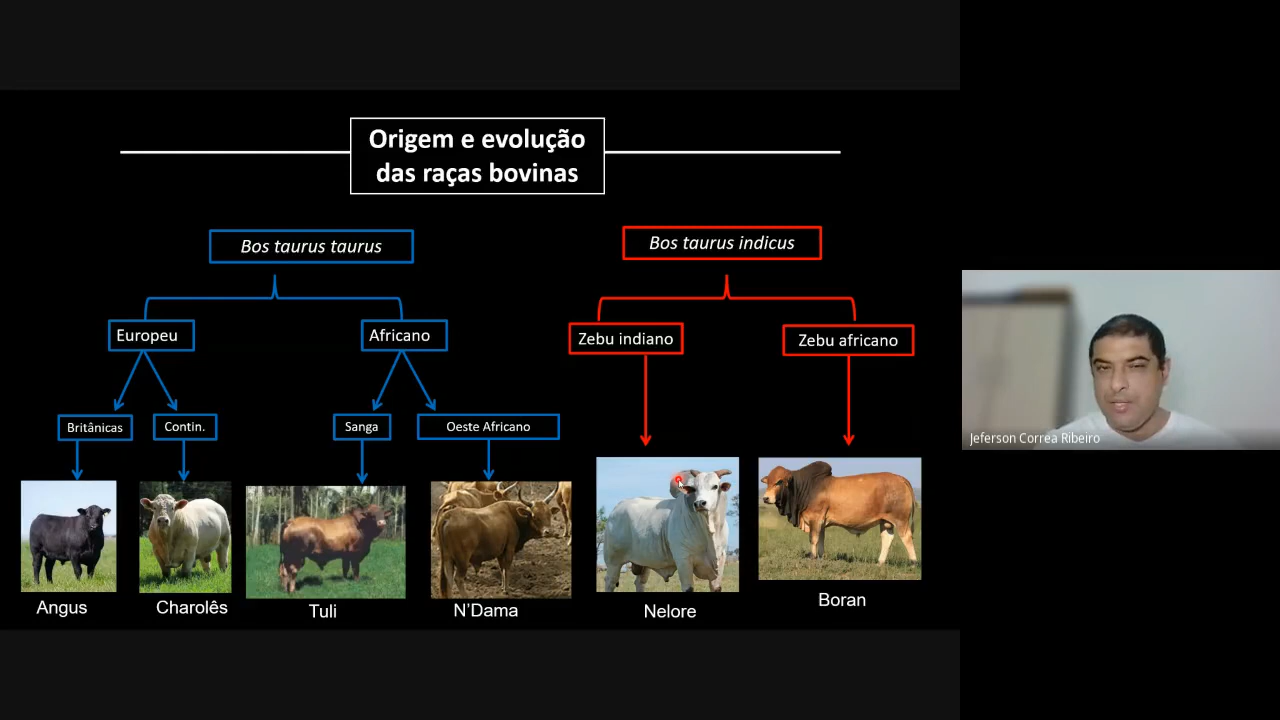 Origem e evolução
das raças bovinas
Bos taurus taurus
Bos taurus indicus
Europeu
Africano
Zebu indiano
Zebu africano
Britânicas
Contin.
Sanga
Oeste Africano
Angus
Charolês
Tuli
N'Dama
Nelore
Boran
Jeferson Correa Ribeiro